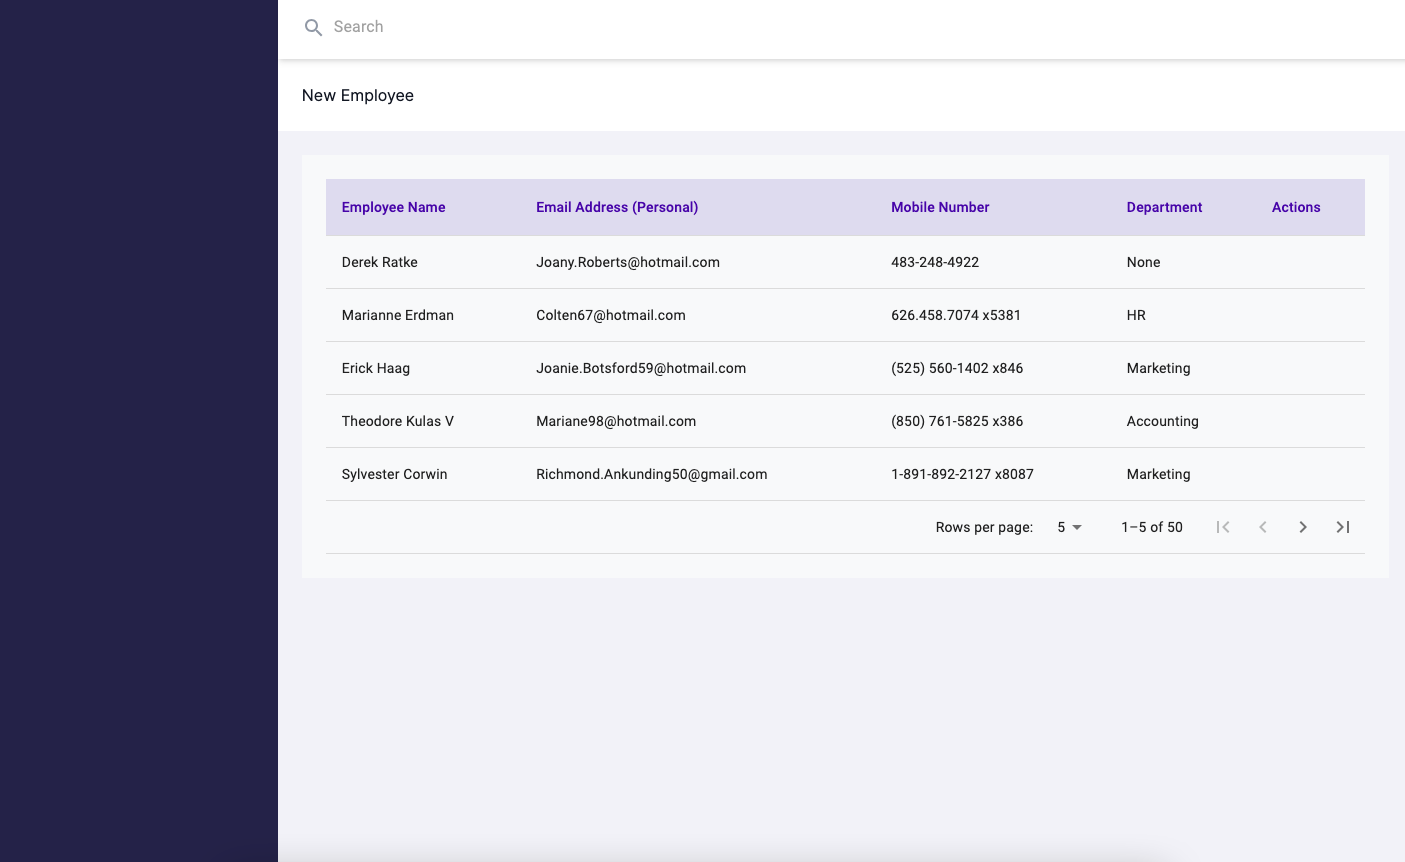 Search
New Employee
Employee Name Email Address (Personal) Mobile Number Department Actions
Derek Ratke Joany.Roberts@hotmail.com 483-248-4922 None
Marianne Erdman Colten67@hotmail.com 626.458.7074 x5381 HR
Erick Haag Joanie.Botsford59@hotmail.com (525) 560-1402 x846 Marketing
Theodore Kulas V Mariane98@hotmail.com (850) 761-5825 x386 Accounting
Sylvester Corwin Richmond.Ankunding50@gmail.com 1-891-892-2127 x8087 Marketing
Rows per page: 5 1–5 of 50